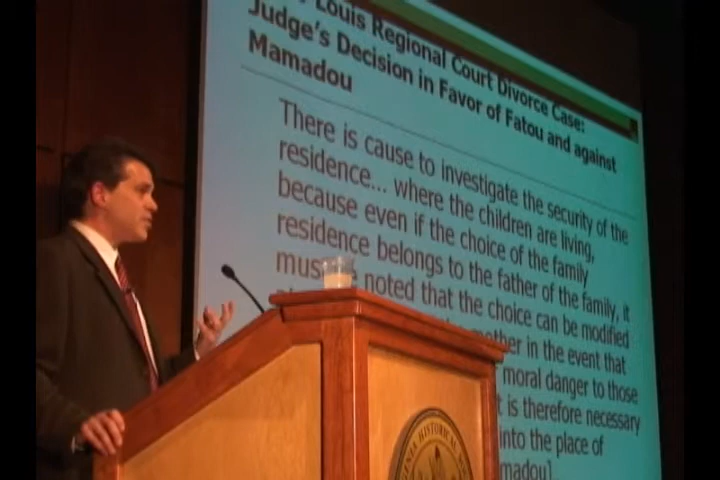 Louis Regional Court Divorce Case:
Judge's Decision in Favor of Fatou and against
Mamadou
There is cause to investigate the security of the
residence... where the children are living,
because even if the choice of the family
residence belongs to the father of the family, it
noted that the choice can be modified
mother in the event that
moral danger to those
is therefore necessary
into the place of
HISTORICAL